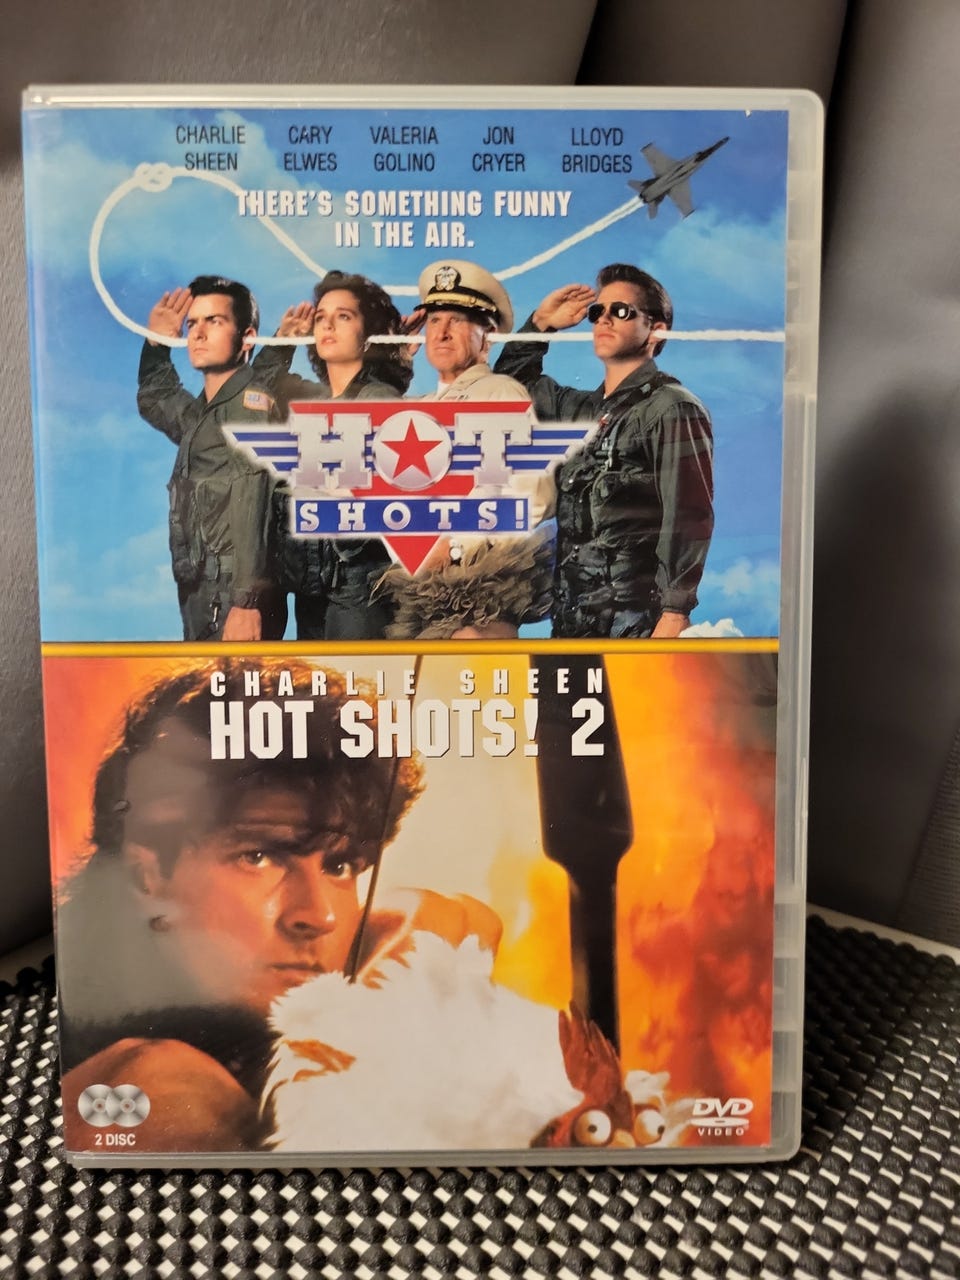 CHARLIE SHEEN
CARY ELWES
VALERIA GOLINO
JON CRYER
LLOYD BRIDGES
THERE'S SOMETHING FUNNY
IN THE AIR.
HOT
SHOTS!
CHARLIE SHEEN
HOT SHOTS! 2
2 DISC
DVD
VIDEO